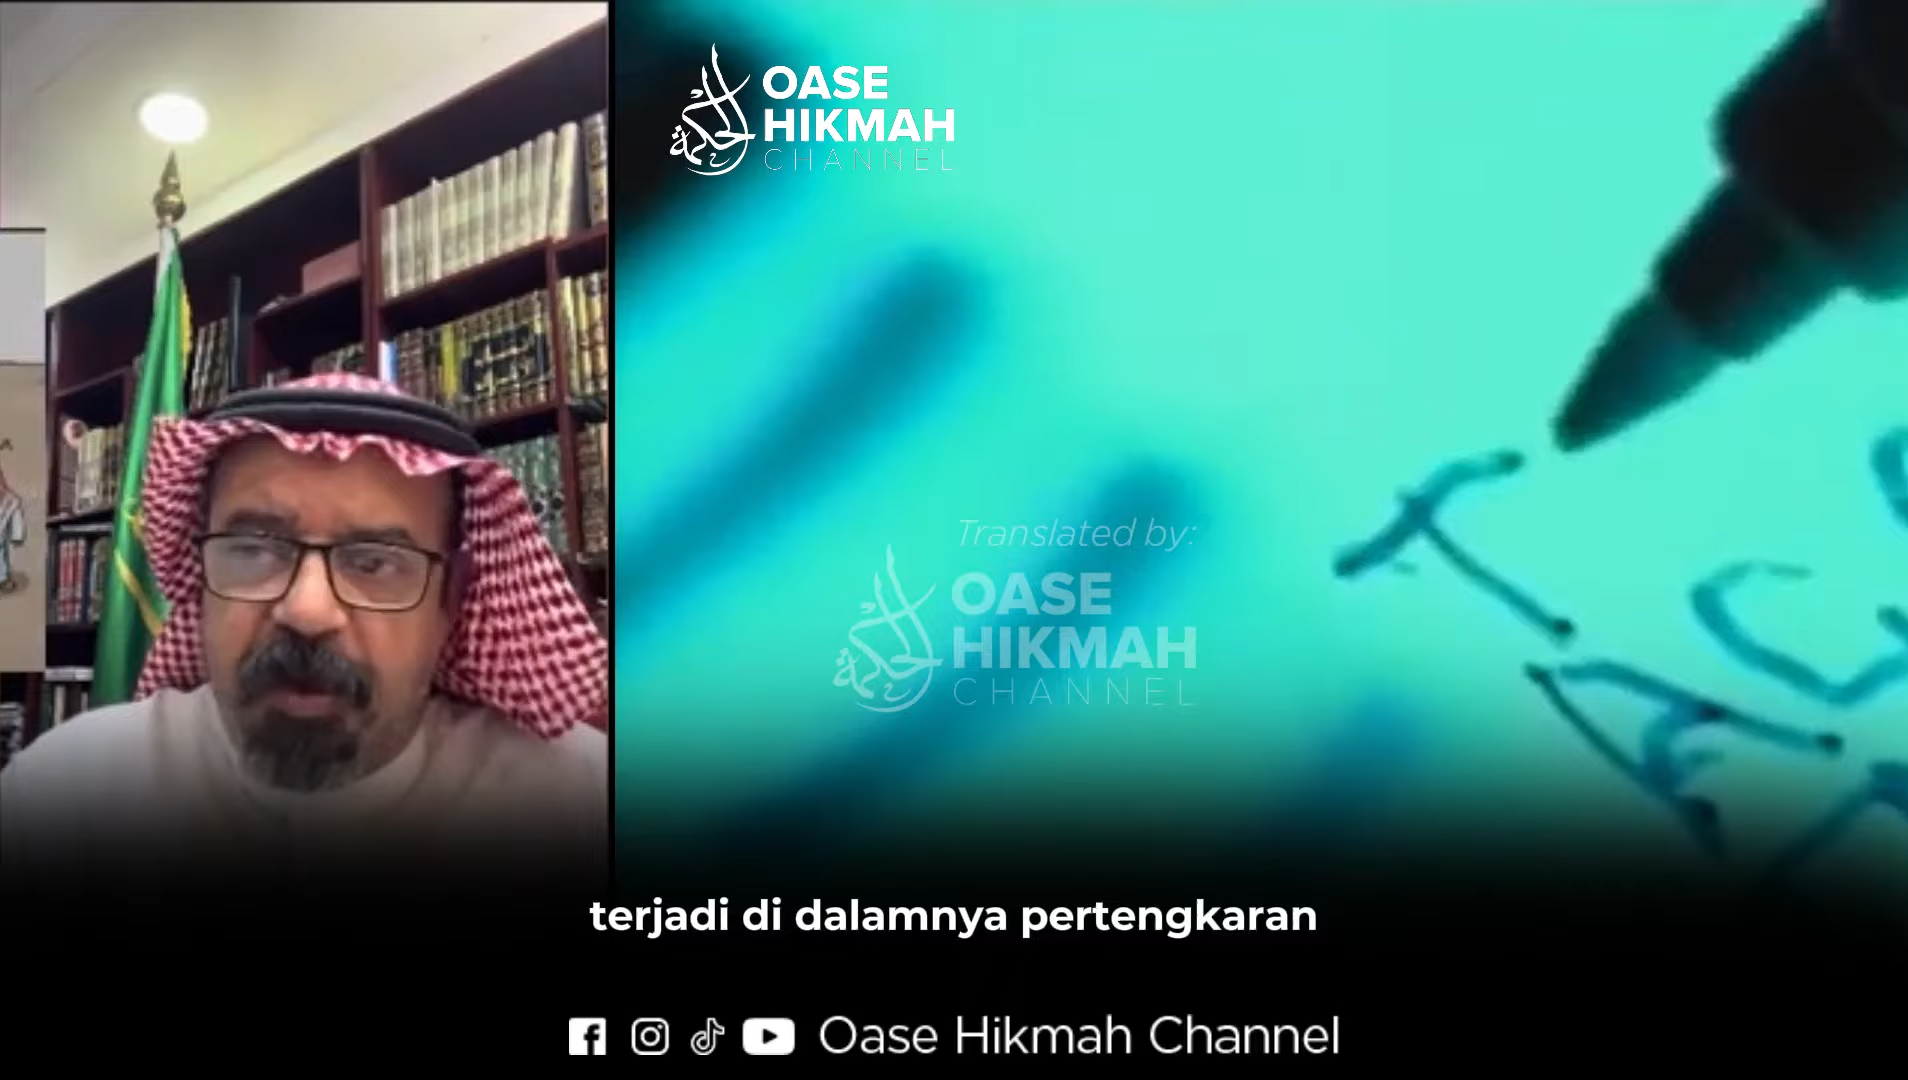 OASE
HIKMAH
CHANNEL
Translated by:
OASE
HIKMAH
CHANNEL
terjadi di dalamnya pertengkaran
Oase Hikmah Channel